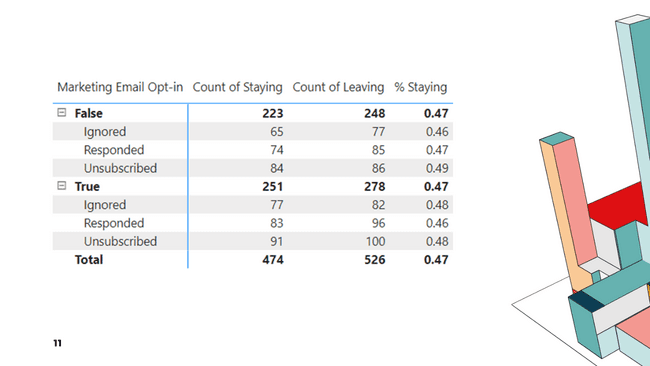 Marketing Email Opt-in Count of Staying Count of Leaving % Staying
False 223 248 0.47
Ignored 65 77 0.46
Responded 74 85 0.47
Unsubscribed 84 86 0.49
True 251 278 0.47
Ignored 77 82 0.48
Responded 83 96 0.46
Unsubscribed 91 100 0.48
Total 474 526 0.47
11